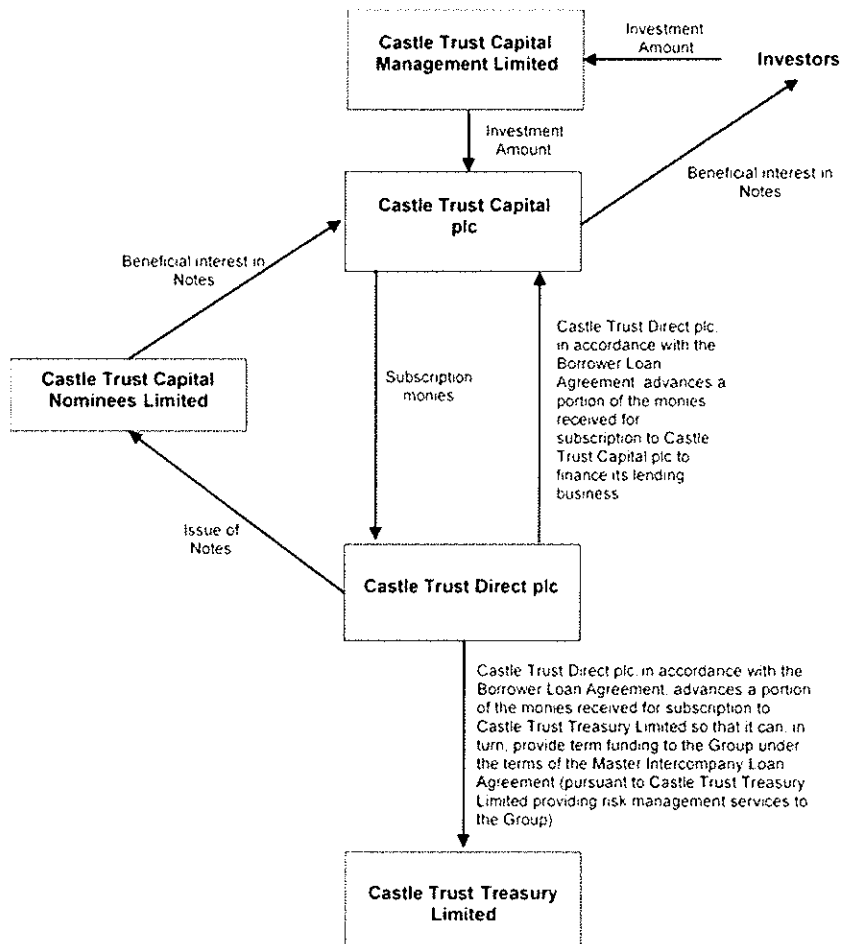 Castle Trust Capital
Management Limited
Investment
Amount
Investors
Investment
Amount
Castle Trust Capital
plc
Beneficial interest in
Notes
Beneficial interest in
Notes
Castle Trust Capital
Nominees Limited
Subscription
monies
Castle Trust Direct plc,
in accordance with the
Borrower Loan
Agreement, advances a
portion of the monies
received for
subscription to Castle
Trust Capital plc to
finance its lending
business
Issue of
Notes
Castle Trust Direct plc
Castle Trust Direct plc, in accordance with the
Borrower Loan Agreement, advances a portion
of the monies received for subscription to
Castle Trust Treasury Limited so that it can, in
turn, provide term funding to the Group under
the terms of the Master Intercompany Loan
Agreement (pursuant to Castle Trust Treasury
Limited providing risk management services to
the Group)
Castle Trust Treasury
Limited